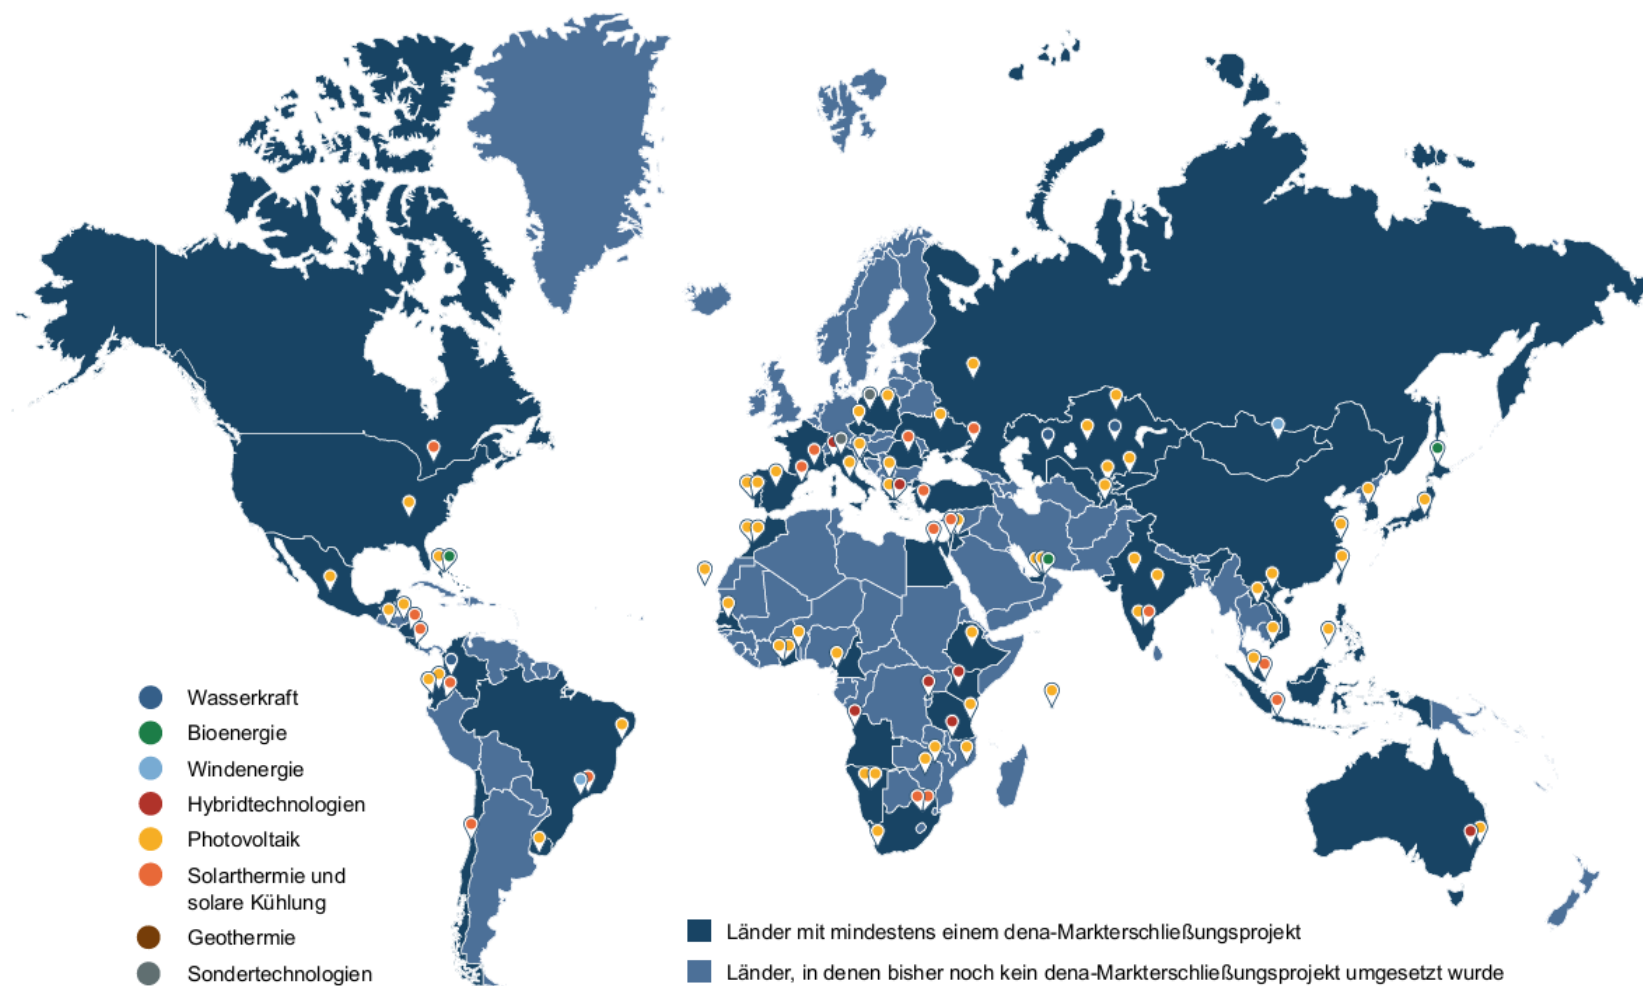 Wasserkraft
Bioenergie
Windenergie
Hybridtechnologien
Photovoltaik
Solarthermie und
solare Kühlung
Geothermie
Sondertechnologien
Länder mit mindestens einem dena-Markterschließungsprojekt
Länder, in denen bisher noch kein dena-Markterschließungsprojekt umgesetzt wurde